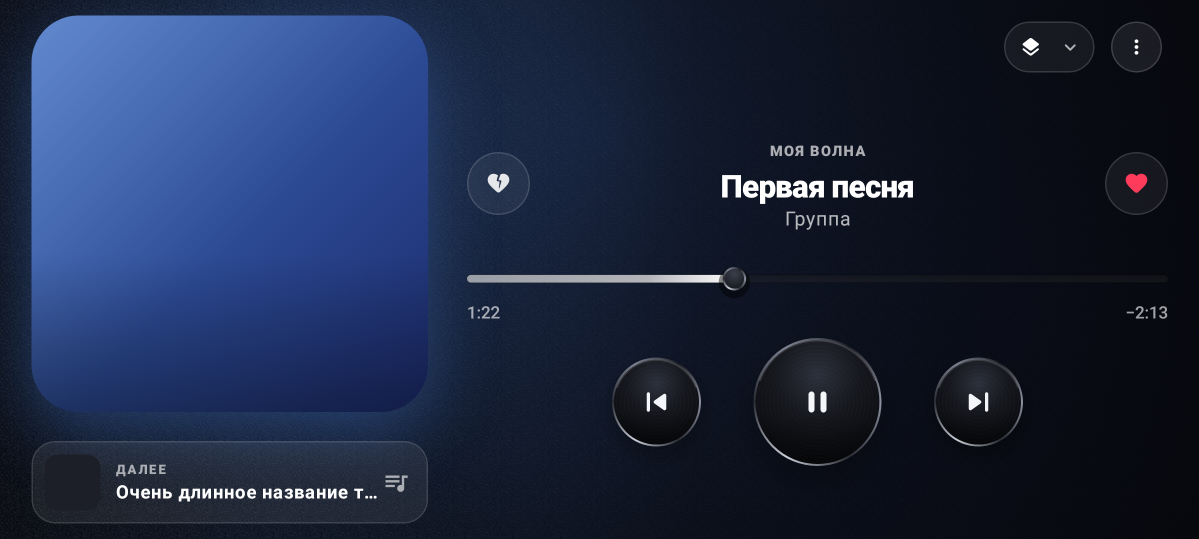 МОЯ ВОЛНА
Первая песня
Группа
1:22
−2:13
ДАЛЕЕ
Очень длинное название т…